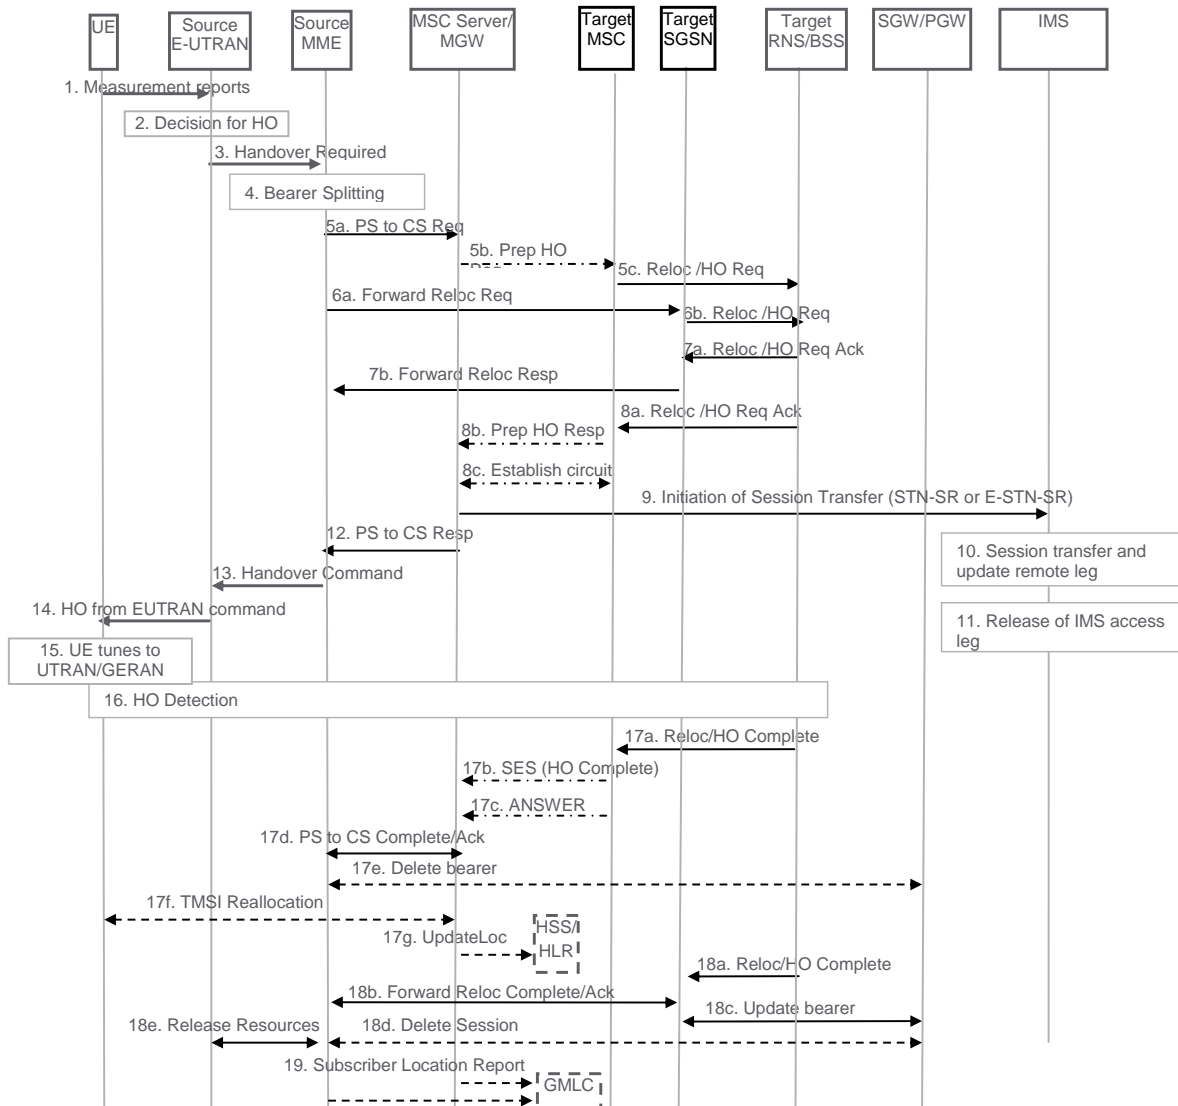 UE
Source
E-UTRAN
Source
MME
MSC Server/
MGW
Target
MSC
Target
SGSN
Target
RNS/BSS
SGW/PGW
IMS
1. Measurement reports
2. Decision for HO
3. Handover Required
4. Bearer Splitting
5a. PS to CS Req
5b. Prep HO
5c. Reloc /HO Req
6a. Forward Reloc Req
6b. Reloc /HO Req
7a. Reloc /HO Req Ack
7b. Forward Reloc Resp
8a. Reloc /HO Req Ack
8b. Prep HO Resp
8c. Establish circuit
9. Initiation of Session Transfer (STN-SR or E-STN-SR)
12. PS to CS Resp
10. Session transfer and
update remote leg
13. Handover Command
14. HO from EUTRAN command
11. Release of IMS access
leg
15. UE tunes to
UTRAN/GERAN
16. HO Detection
17a. Reloc/HO Complete
17b. SES (HO Complete)
17c. ANSWER
17d. PS to CS Complete/Ack
17e. Delete bearer
17f. TMSI Reallocation
17g. UpdateLoc
HSS/
HLR
18a. Reloc/HO Complete
18b. Forward Reloc Complete/Ack
18c. Update bearer
18e. Release Resources
18d. Delete Session
19. Subscriber Location Report
GMLC